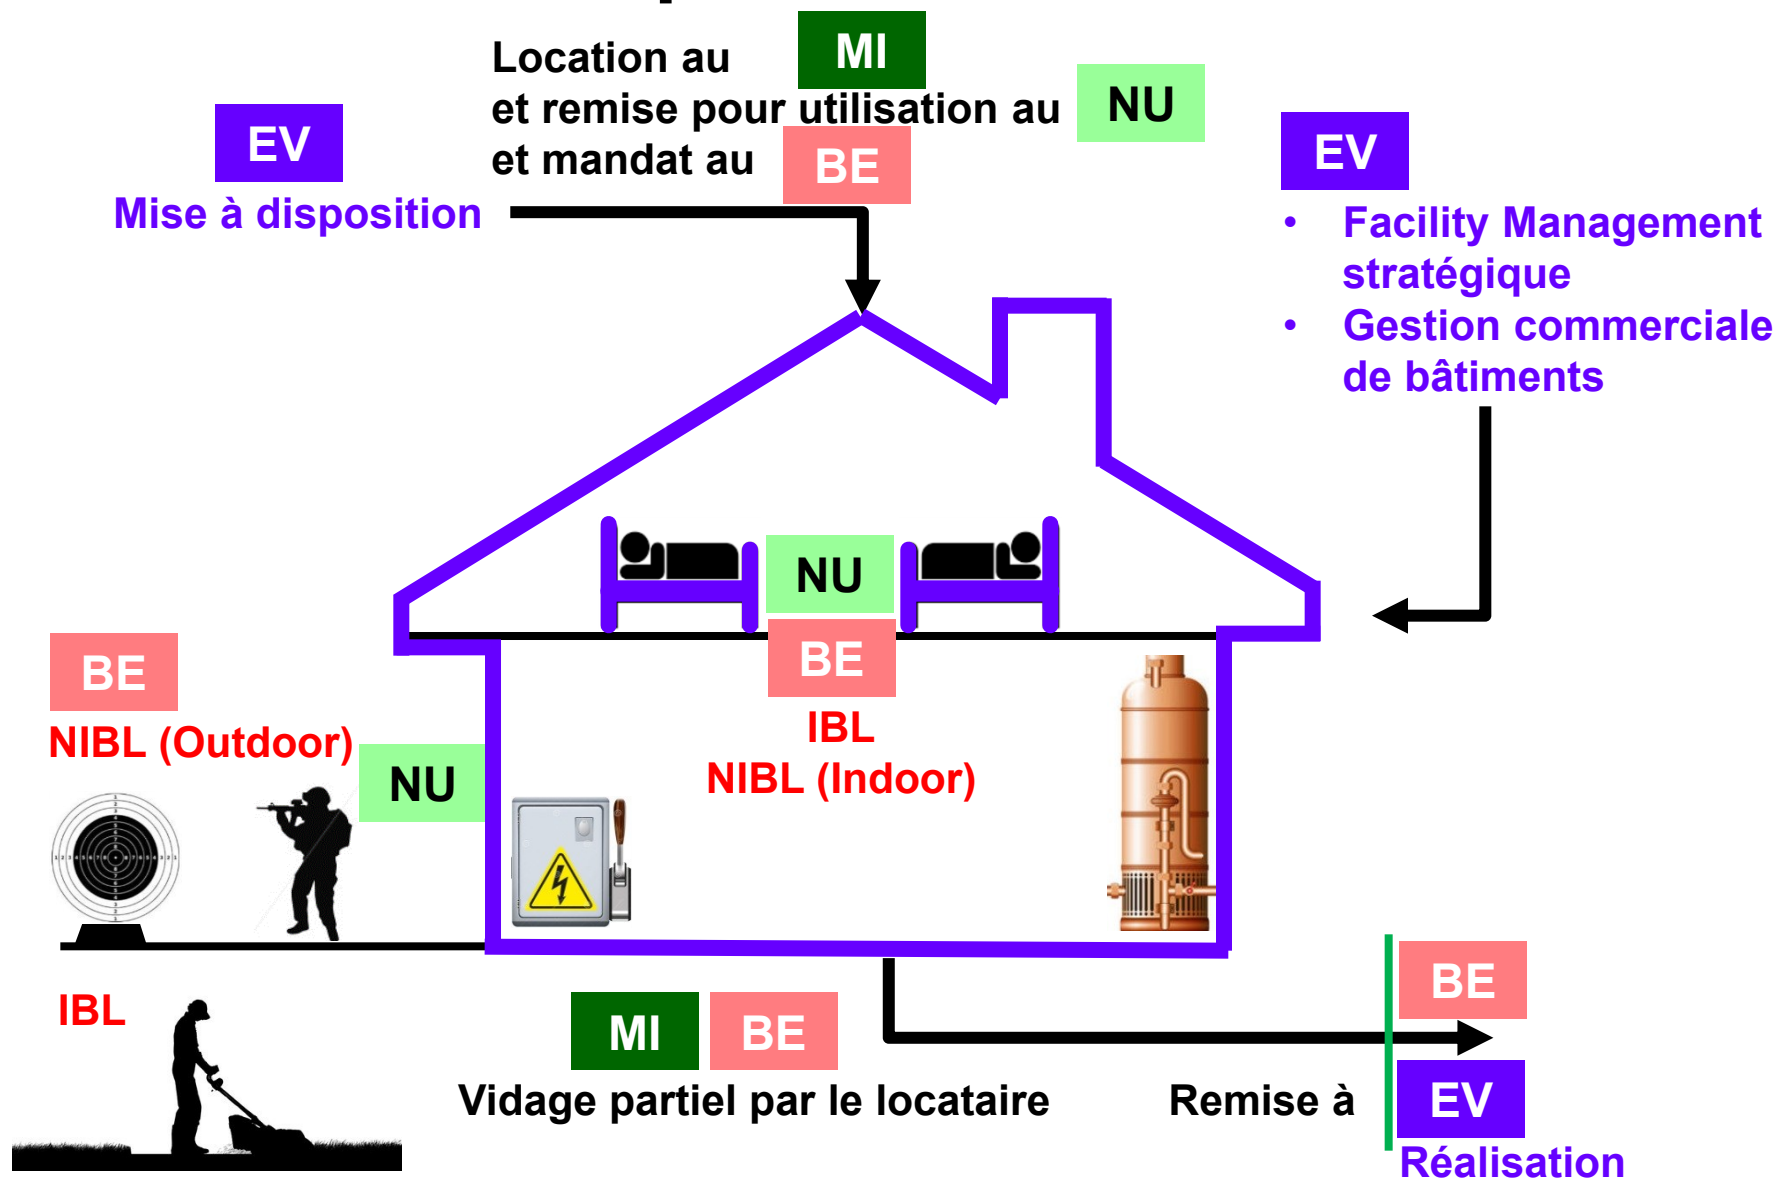 MI
Location au
et remise pour utilisation au
NU
et mandat au
BE
EV
Mise à disposition
EV
• Facility Management
stratégique
• Gestion commerciale
de bâtiments
NU
BE
IBL
NIBL (Indoor)
BE
NIBL (Outdoor)
NU
IBL
MI
BE
Vidage partiel par le locataire
Remise à
BE
EV
Réalisation